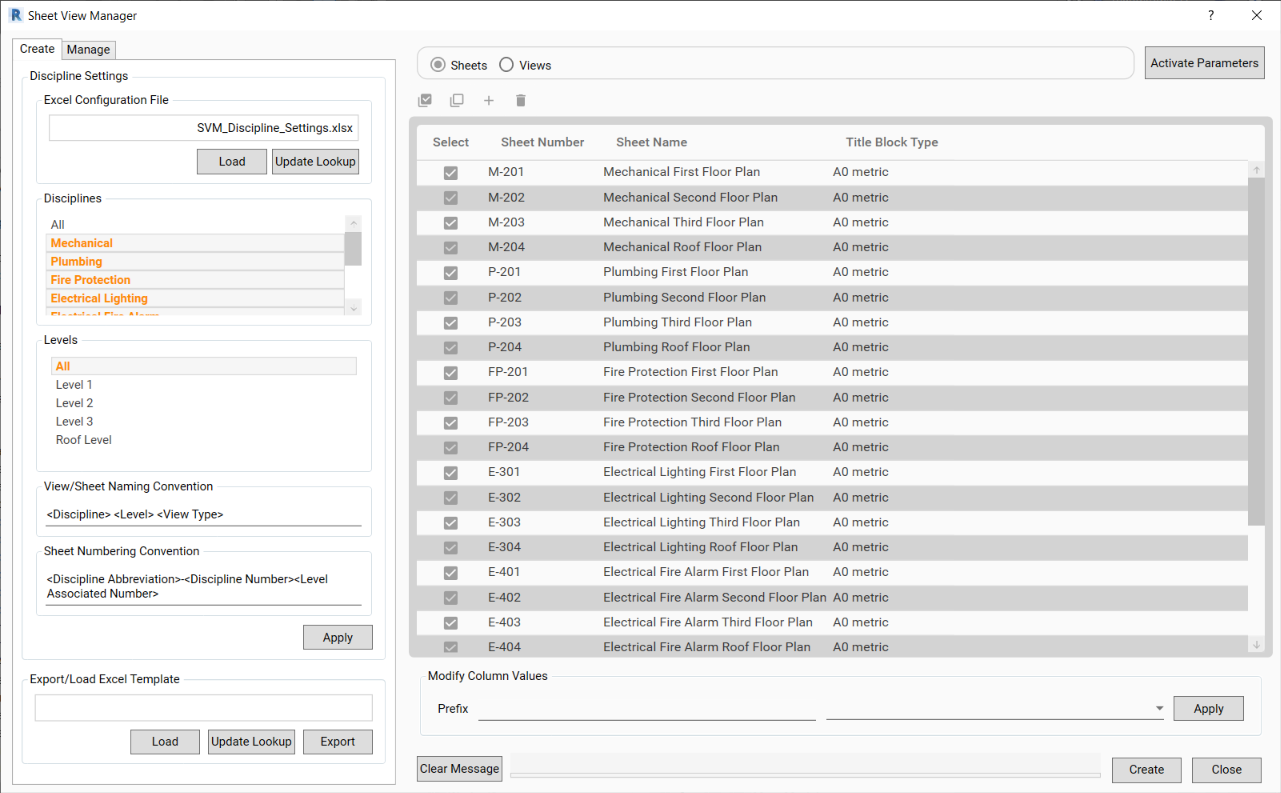 R Sheet View Manager ?
Create Manage
Discipline Settings
Excel Configuration File
SVM_Discipline_Settings.xlsx
Load Update Lookup
Disciplines
All
Mechanical
Plumbing
Fire Protection
Electrical Lighting
Electrical Fire Alarm
Levels
All
Level 1
Level 2
Level 3
Roof Level
View/Sheet Naming Convention
<Discipline> <Level> <View Type>
Sheet Numbering Convention
<Discipline Abbreviation>-<Discipline Number><Level
Associated Number>
Apply
Export/Load Excel Template
Load Update Lookup Export
Sheets Views
Activate Parameters
Select Sheet Number Sheet Name Title Block Type
M-201 Mechanical First Floor Plan A0 metric
M-202 Mechanical Second Floor Plan A0 metric
M-203 Mechanical Third Floor Plan A0 metric
M-204 Mechanical Roof Floor Plan A0 metric
P-201 Plumbing First Floor Plan A0 metric
P-202 Plumbing Second Floor Plan A0 metric
P-203 Plumbing Third Floor Plan A0 metric
P-204 Plumbing Roof Floor Plan A0 metric
FP-201 Fire Protection First Floor Plan A0 metric
FP-202 Fire Protection Second Floor Plan A0 metric
FP-203 Fire Protection Third Floor Plan A0 metric
FP-204 Fire Protection Roof Floor Plan A0 metric
E-301 Electrical Lighting First Floor Plan A0 metric
E-302 Electrical Lighting Second Floor Plan A0 metric
E-303 Electrical Lighting Third Floor Plan A0 metric
E-304 Electrical Lighting Roof Floor Plan A0 metric
E-401 Electrical Fire Alarm First Floor Plan A0 metric
E-402 Electrical Fire Alarm Second Floor Plan A0 metric
E-403 Electrical Fire Alarm Third Floor Plan A0 metric
E-404 Electrical Fire Alarm Roof Floor Plan A0 metric
Modify Column Values
Prefix Apply
Clear Message Create Close